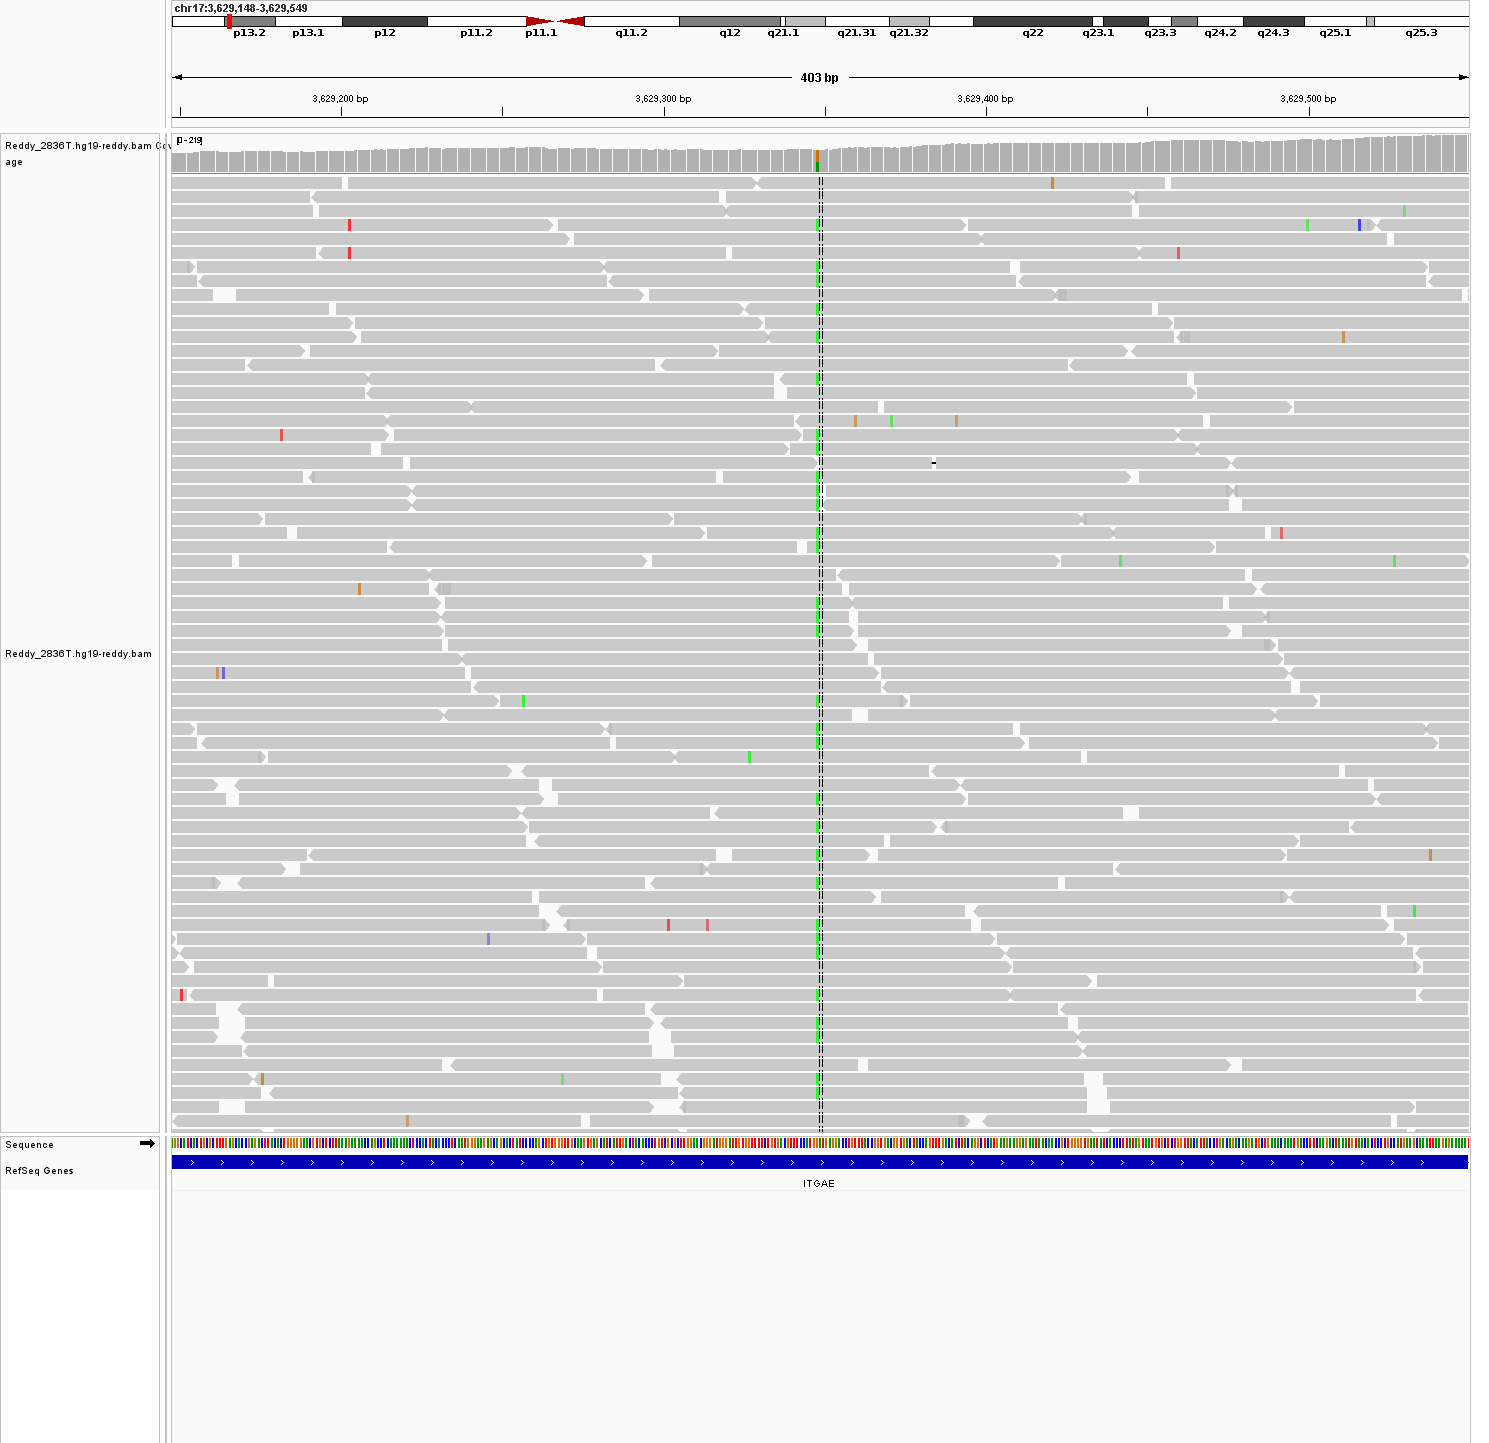 chr17:3,629,148-3,629,549
p13.2 p13.1 p12 p11.2 p11.1 q11.2 q12 q21.1 q21.31 q21.32 q22 q23.1 q23.3 q24.2 q24.3 q25.1 q25.3
403 bp
3,629,200 bp 3,629,300 bp 3,629,400 bp 3,629,500 bp
[0-219]
Reddy_2836T.hg19-reddy.bam Cov
age
Reddy_2836T.hg19-reddy.bam
Sequence
RefSeq Genes
ITGAE